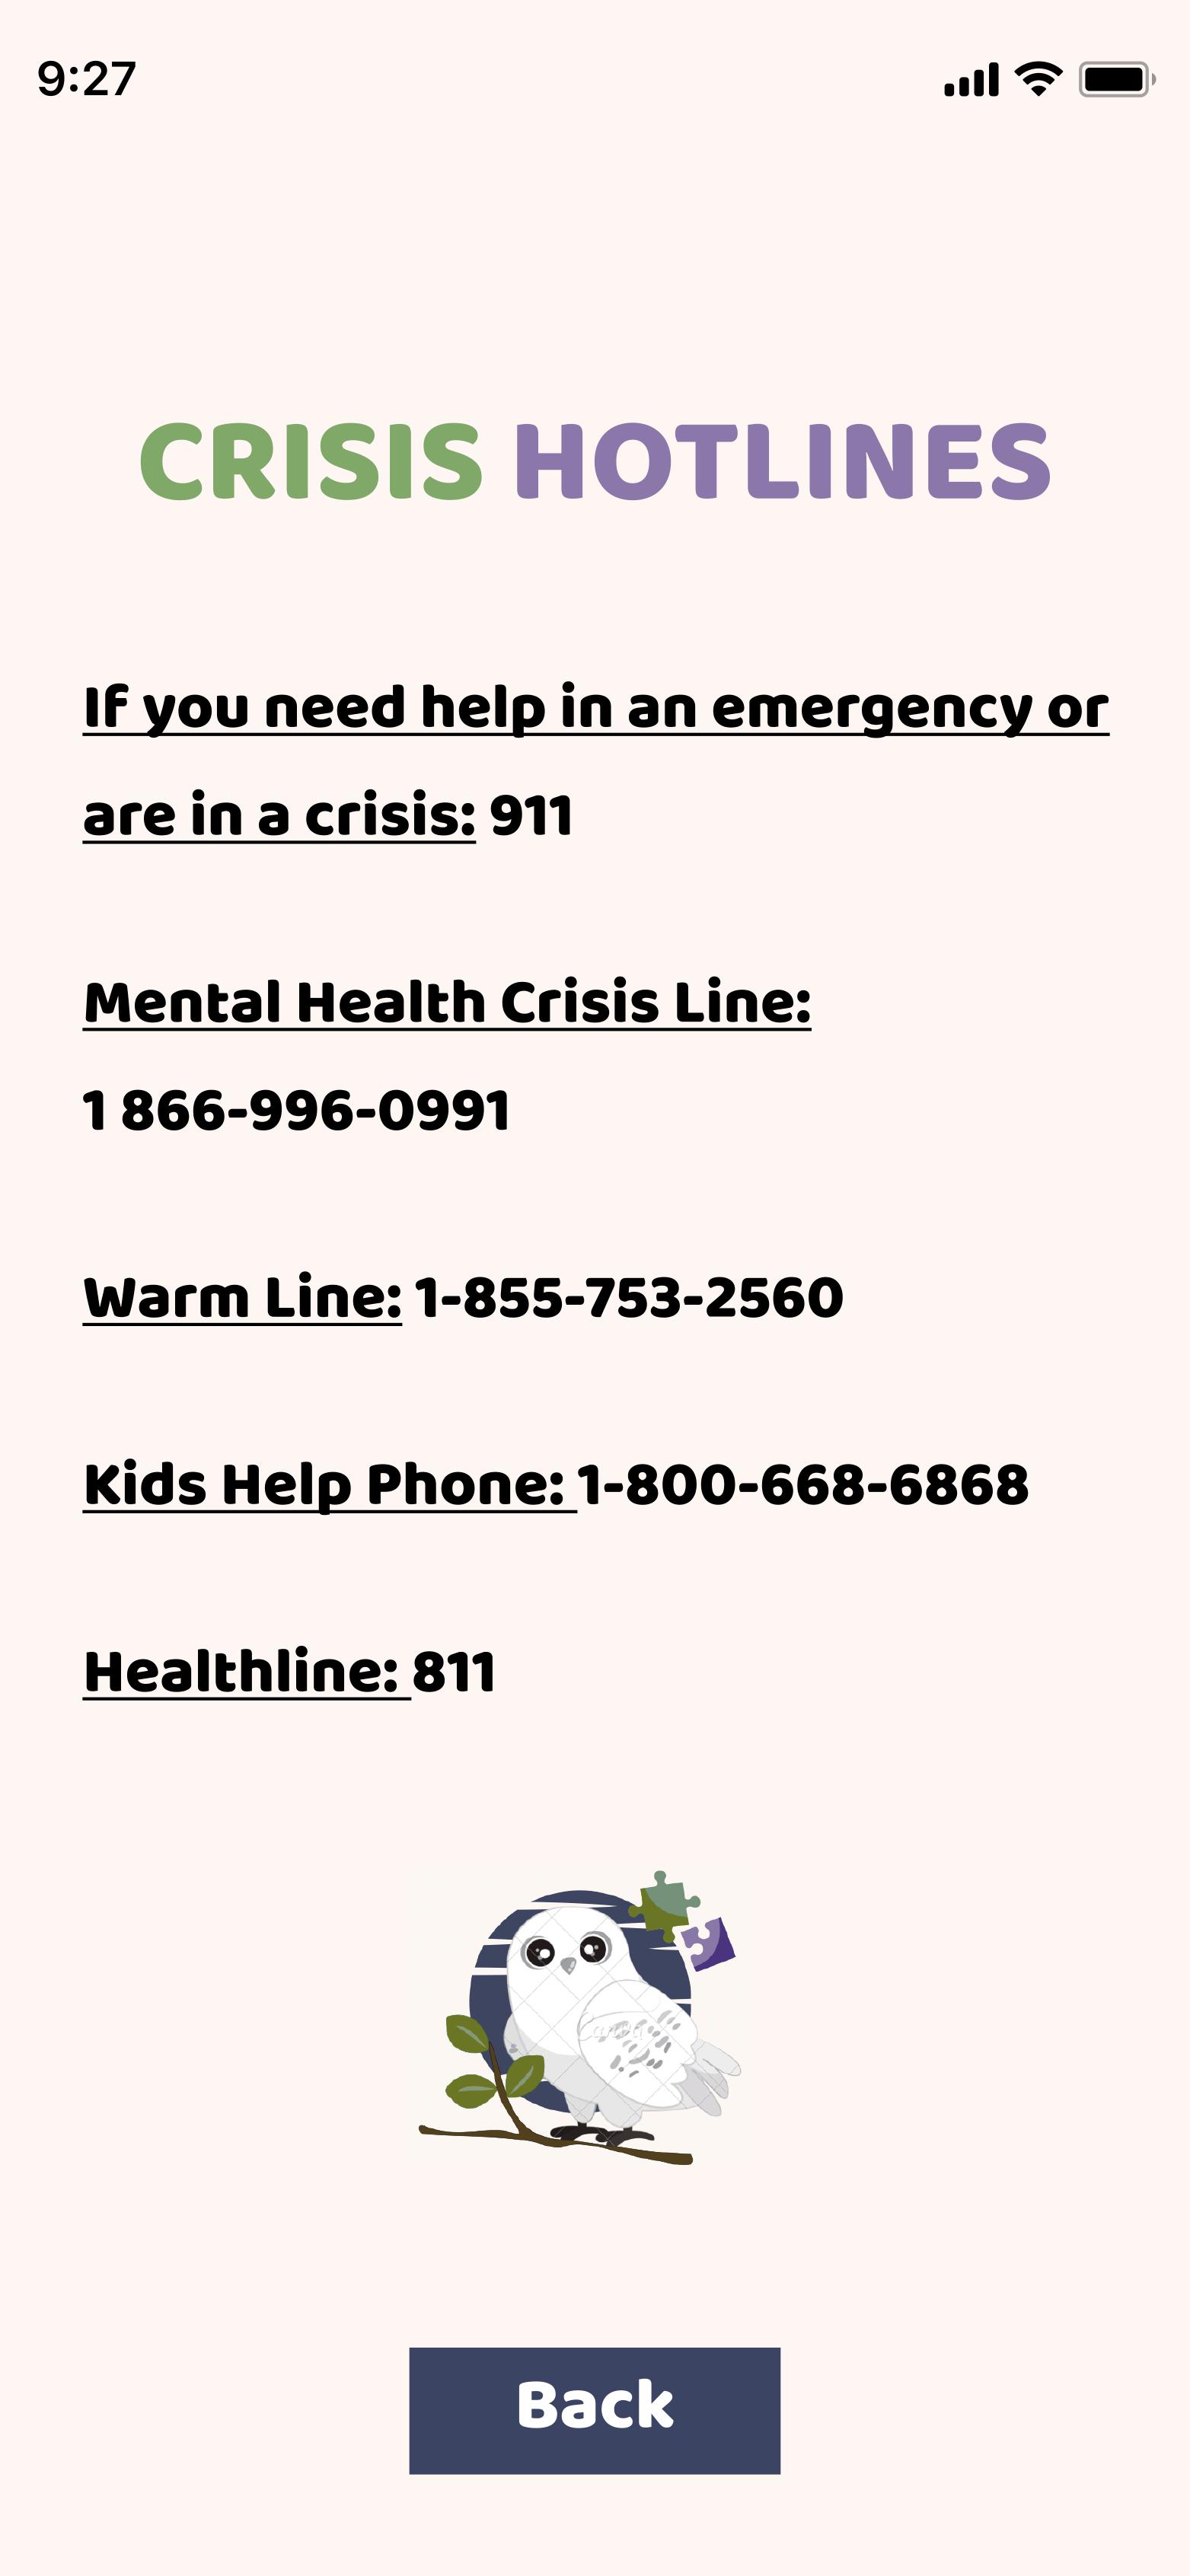 9:27
CRISIS HOTLINES
If you need help in an emergency or
are in a crisis: 911
Mental Health Crisis Line:
1 866-996-0991
Warm Line: 1-855-753-2560
Kids Help Phone: 1-800-668-6868
Healthline: 811
Canva
Back